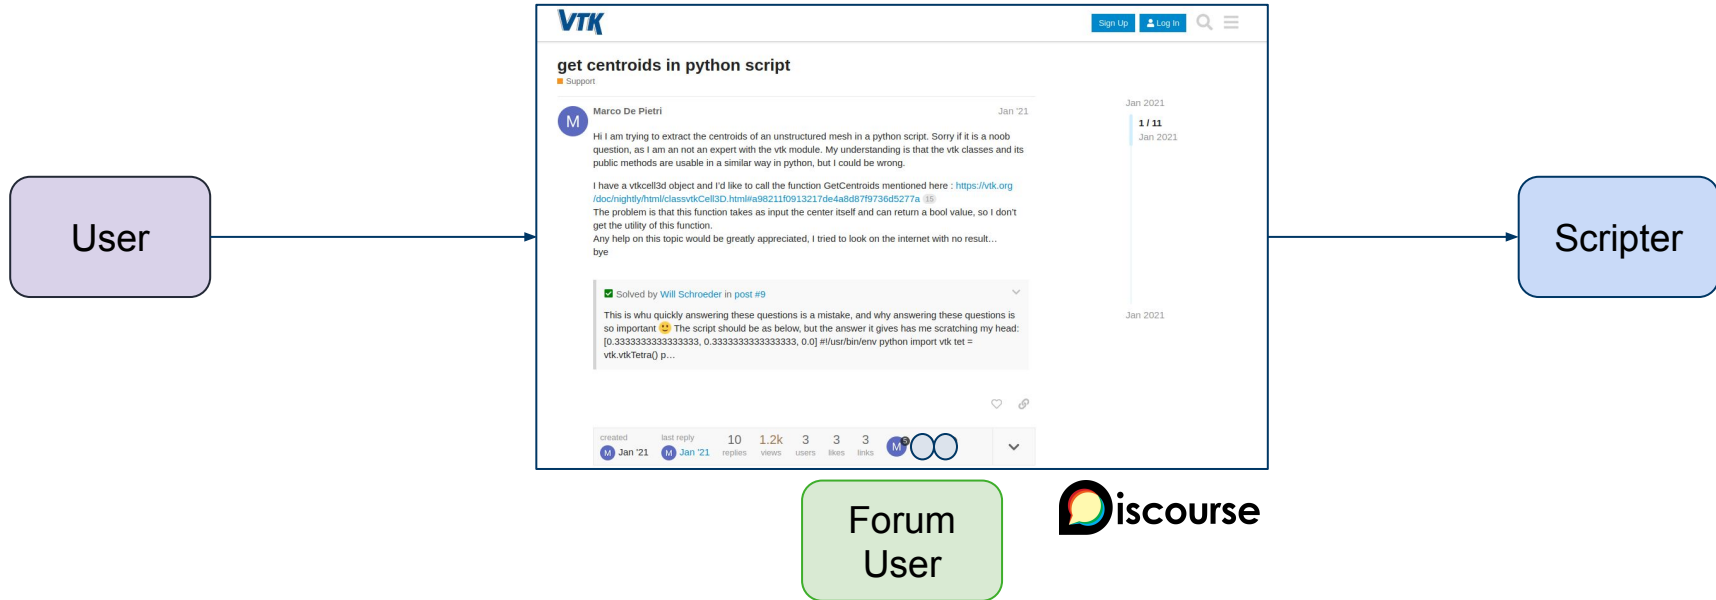 VTK
Sign Up
Log In
get centroids in python script
Support
M
Marco De Pietri
Jan '21
Hi I am trying to extract the centroids of an unstructured mesh in a python script. Sorry if it is a noob
question, as I am an not an expert with the vtk module. My understanding is that the vtk classes and its
public methods are usable in a similar way in python, but I could be wrong.
I have a vtkcell3d object and I'd like to call the function GetCentroids mentioned here : https://vtk.org
/doc/nightly/html/classvtkCell3D.html#a98211f0913217de4a8d87f9736d5277a 15
The problem is that this function takes as input the center itself and can return a bool value, so I don't
get the utility of this function.
Any help on this topic would be greatly appreciated, I tried to look on the internet with no result…
bye
Solved by Will Schroeder in post #9
This is whu quickly answering these questions is a mistake, and why answering these questions is
so important The script should be as below, but the answer it gives has me scratching my head:
[0.3333333333333333, 0.3333333333333333, 0.0] #!/usr/bin/env python import vtk tet =
vtk.vtkTetra() p…
created
M Jan '21
last reply
M Jan '21
10
replies
1.2k
views
3
users
3
likes
3
links
M 5
Jan 2021
1 / 11
Jan 2021
Jan 2021
User
Scripter
Forum
User
Discourse